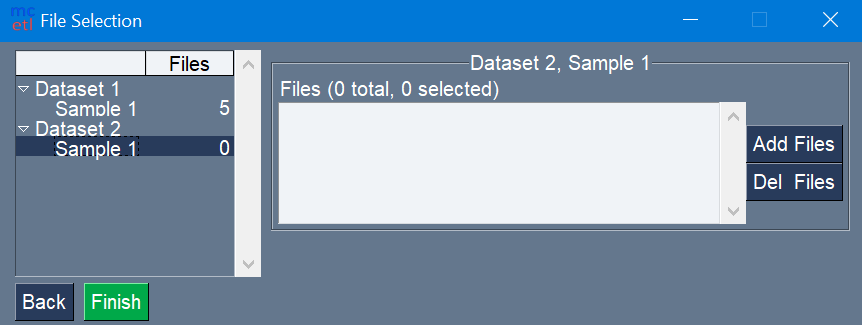 mc
etl
File Selection
Files
Dataset 1
Sample 1 5
Dataset 2
Sample 1 0
Dataset 2, Sample 1
Files (0 total, 0 selected)
Add Files
Del Files
Back
Finish